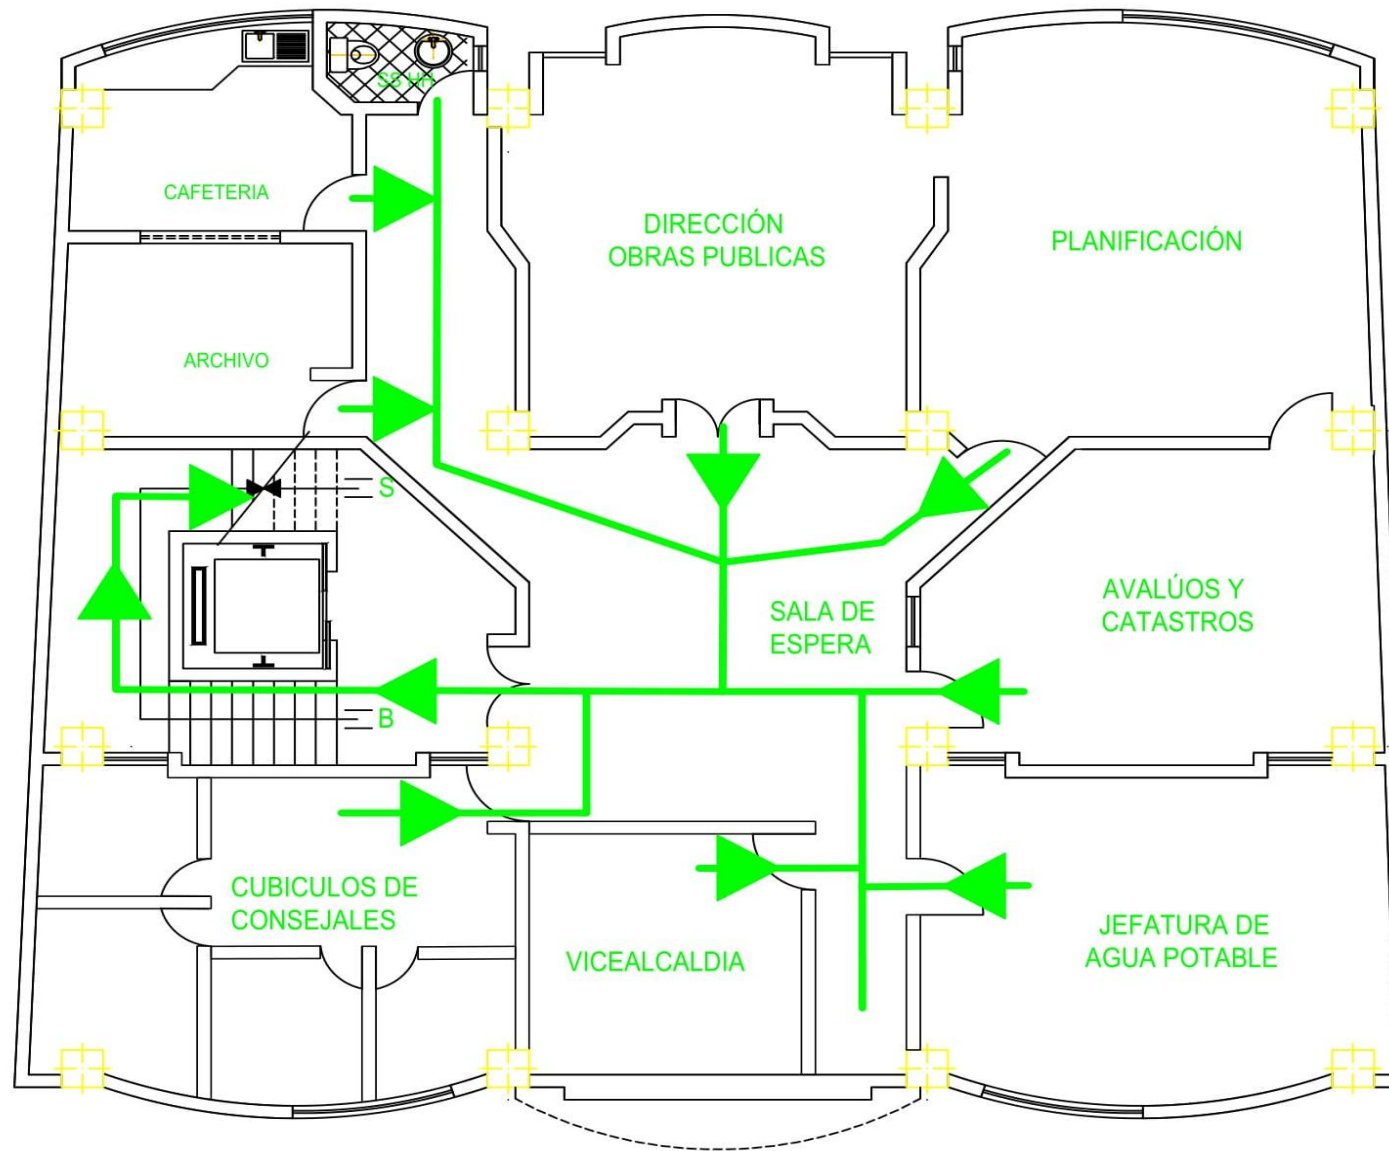 SS HH
CAFETERIA
DIRECCIÓN
OBRAS PUBLICAS
PLANIFICACIÓN
ARCHIVO
S
SALA DE
ESPERA
AVALÚOS Y
CATASTROS
B
CUBICULOS DE
CONSEJALES
VICEALCALDIA
JEFATURA DE
AGUA POTABLE